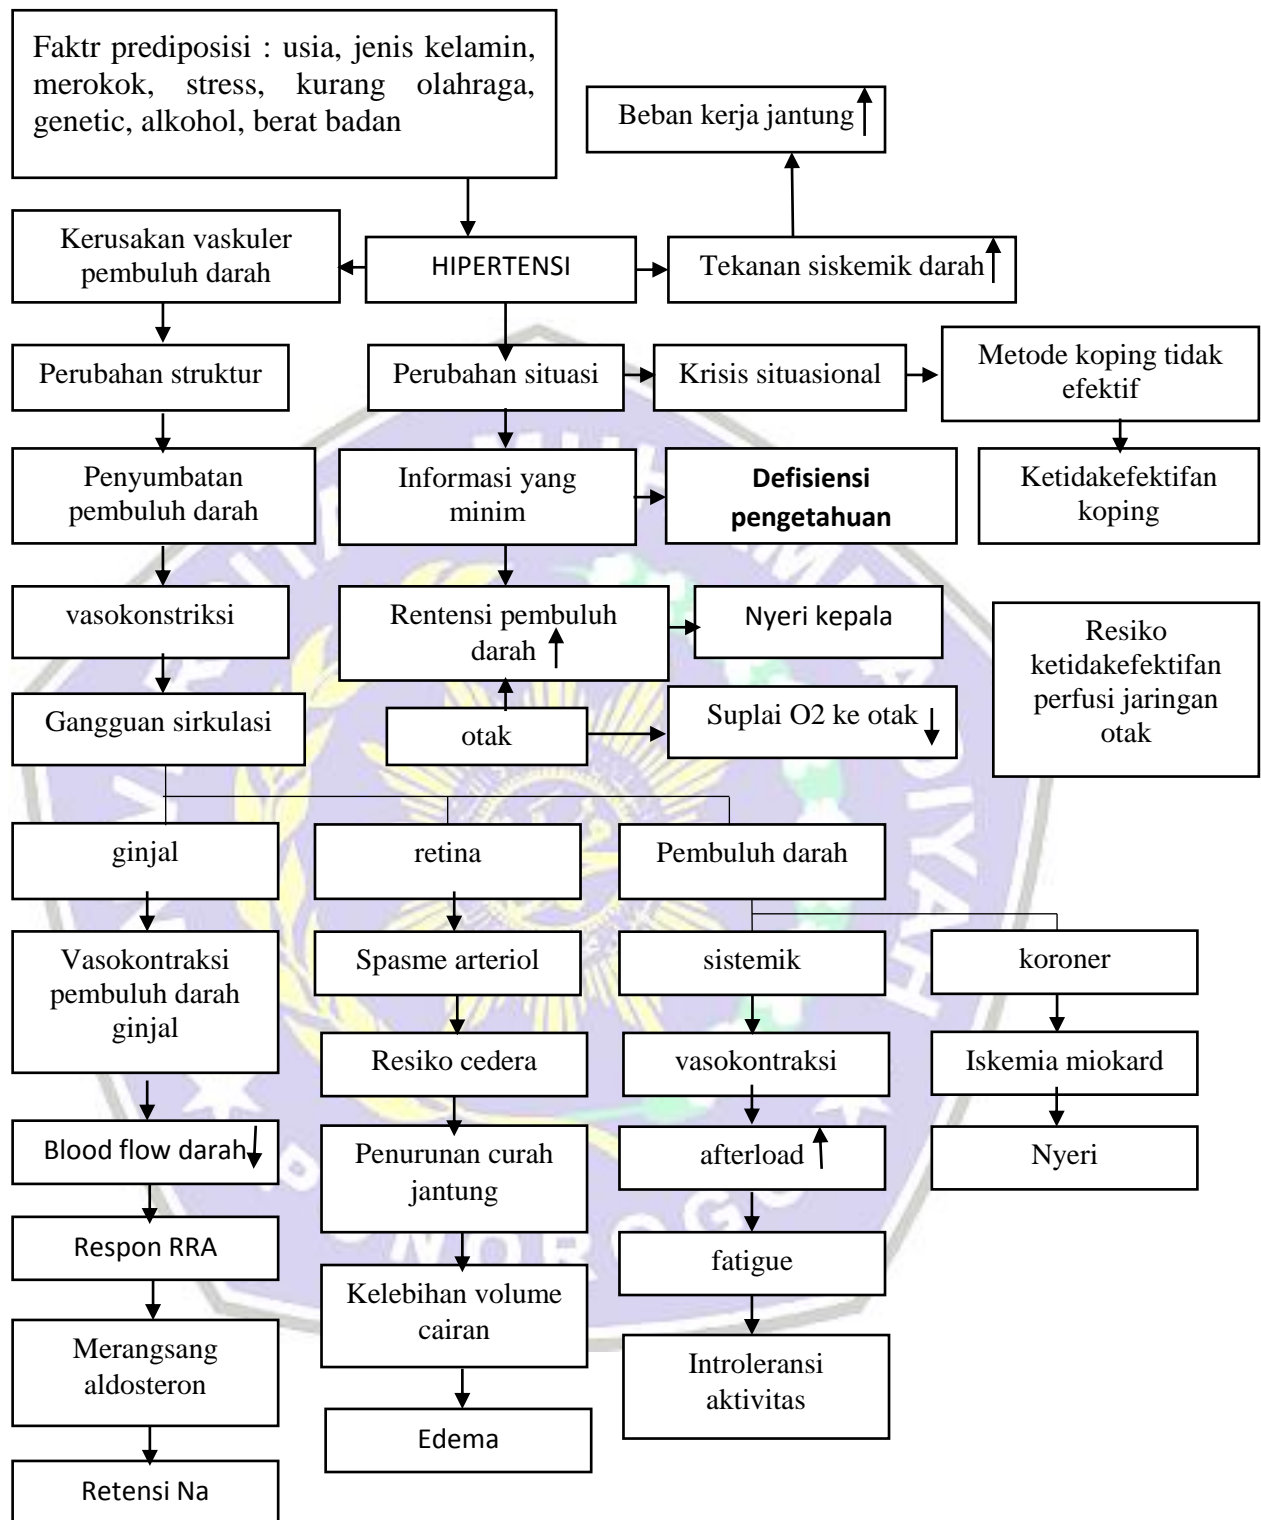 Faktr prediposisi : usia, jenis kelamin,
merokok, stress, kurang olahraga,
genetic, alkohol, berat badan
Beban kerja jantung
Kerusakan vaskuler
pembuluh darah
HIPERTENSI
Tekanan siskemik darah
Perubahan struktur
Perubahan situasi
Krisis situasional
Metode koping tidak
efektif
Penyumbatan
pembuluh darah
Informasi yang
minim
Defisiensi
pengetahuan
Ketidakefektifan
koping
vasokonstriksi
Rentensi pembuluh
darah
Nyeri kepala
Resiko
ketidakefektifan
perfusi jaringan
otak
Gangguan sirkulasi
otak
Suplai O2 ke otak
ginjal
retina
Pembuluh darah
Vasokontraksi
pembuluh darah
ginjal
Spasme arteriol
sistemik
koroner
Resiko cedera
vasokontraksi
Iskemia miokard
Blood flow darah
Penurunan curah
jantung
afterload
Nyeri
Respon RRA
Kelebihan volume
cairan
fatigue
Merangsang
aldosteron
Introleransi
aktivitas
Edema
Retensi Na
PONOROGO